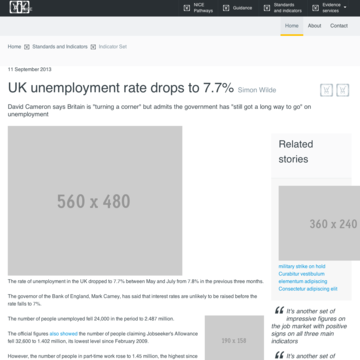 NICE
Pathways
Guidance
Standards
and indicators
Evidence
services
Home
About
Contact
Home
Standards and Indicators
Indicator Set
11 September 2013
UK unemployment rate drops to 7.7% Simon Wilde
David Cameron says Britain is "turning a corner" but admits the government has "still got a long way to go" on
unemployment
560 x 480
The rate of unemployment in the UK dropped to 7.7% between May and July from 7.8% in the previous three months.
The governor of the Bank of England, Mark Carney, has said that interest rates are unlikely to be raised before the
rate falls to 7%.
The number of people unemployed fell 24,000 in the period to 2.487 million.
The official figures also showed the number of people claiming Jobseeker's Allowance
fell 32,600 to 1.402 million, its lowest level since February 2009.
However, the number of people in part-time work rose to 1.45 million, the highest since
Related
stories
360 x 240
military strike on hold
Curabitur vestibulum
elementum adipiscing
Consectetur adipiscing elit
It's another set of
impressive figures on
the job market with positive
signs on all three main
indicators
It's another set of